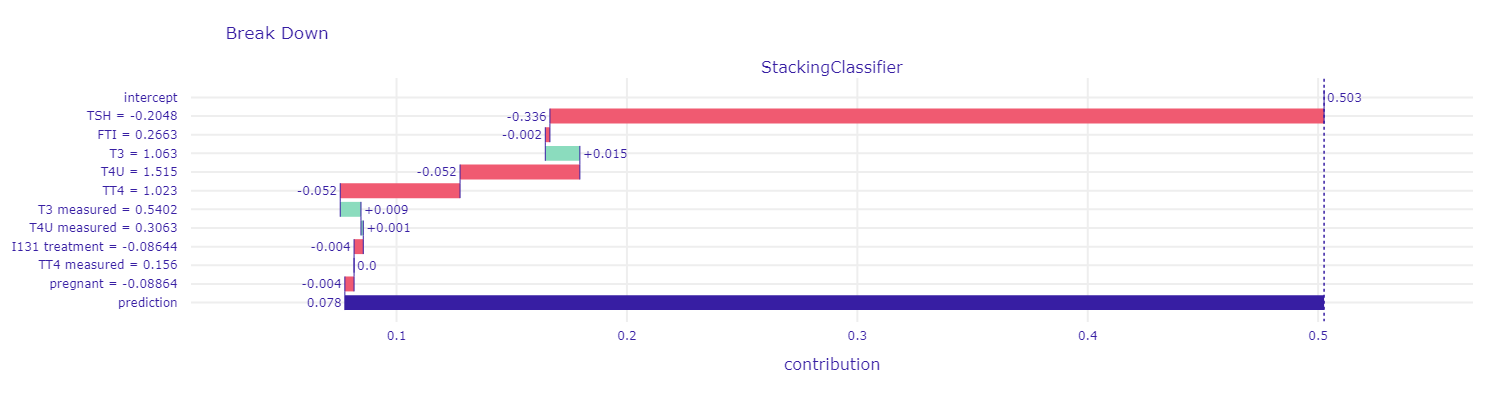 Break Down
StackingClassifier
intercept 0.503
TSH = -0.2048 -0.336
FTI = 0.2663 -0.002
T3 = 1.063 +0.015
T4U = 1.515 -0.052
TT4 = 1.023 -0.052
T3 measured = 0.5402 +0.009
T4U measured = 0.3063 +0.001
I131 treatment = -0.08644 -0.004
TT4 measured = 0.156 0.0
pregnant = -0.08864 -0.004
prediction 0.078
0.1 0.2 0.3 0.4 0.5
contribution